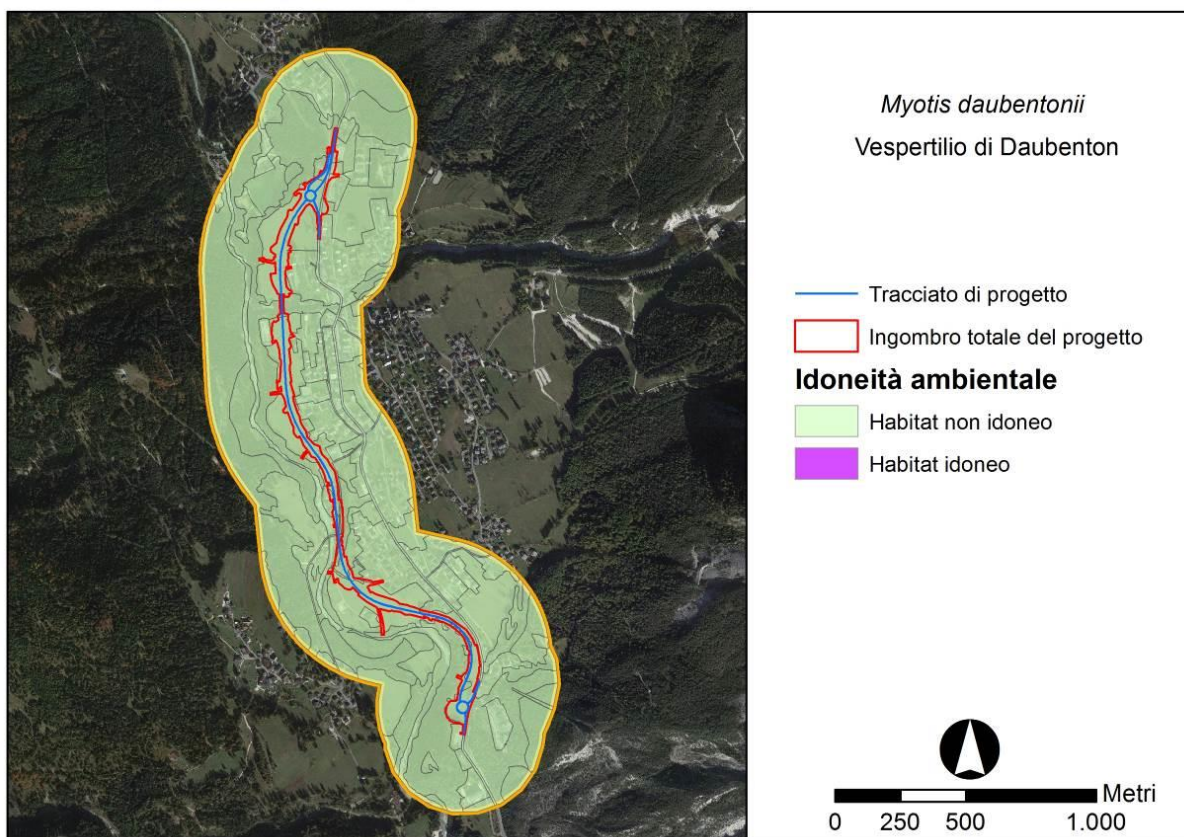 Myotis daubentonii
Vespertilio di Daubenton
Tracciato di progetto
Ingombro totale del progetto
Idoneità ambientale
Habitat non idoneo
Habitat idoneo
Metri
0 250 500 1.000